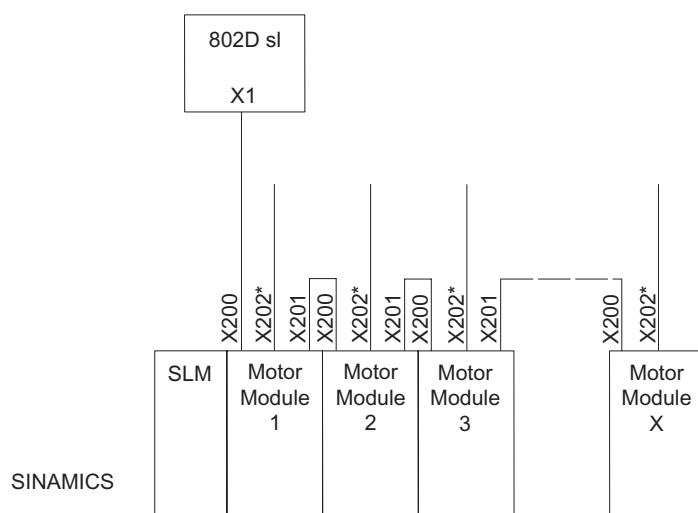 802D sl
X1
X200
X202*
X201
X200
X202*
X201
X200
X202*
X201
X200
X202*
SLM
Motor
Module
1
Motor
Module
2
Motor
Module
3
Motor
Module
X
SINAMICS